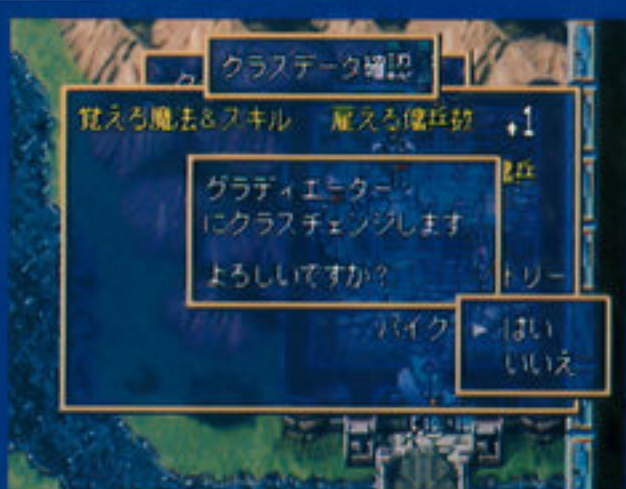 クラスデータ確認
覚える魔法&スキル 雇える傭兵数 +1
グラディエーター
にクラスチェンジします
よろしいですか?
トリー
パイク
はい
いいえ